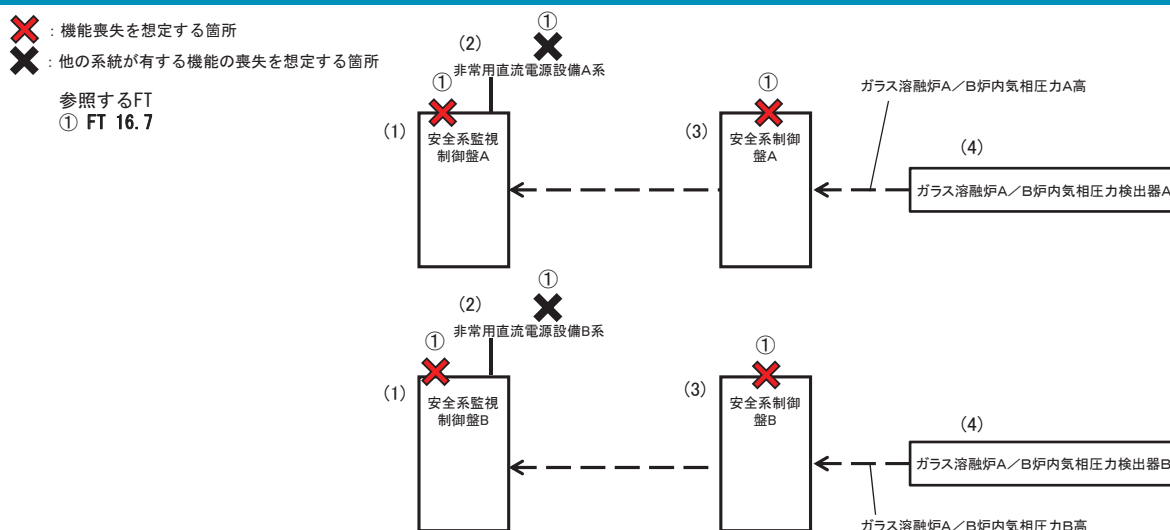 ：機能喪失を想定する箇所
：他の系統が有する機能の喪失を想定する箇所
参照するFT
① FT 16.7
①
(2)
非常用直流電源設備A系
①
(1)
安全系監視
制御盤A
①
(3)
安全系制御
盤A
ガラス溶融炉A／B炉内気相圧力A高
(4)
ガラス溶融炉A／B炉内気相圧力検出器A
①
(2)
非常用直流電源設備B系
①
(1)
安全系監視
制御盤B
①
(3)
安全系制御
盤B
(4)
ガラス溶融炉A／B炉内気相圧力検出器B
ガラス溶融炉A／B炉内気相圧力B高